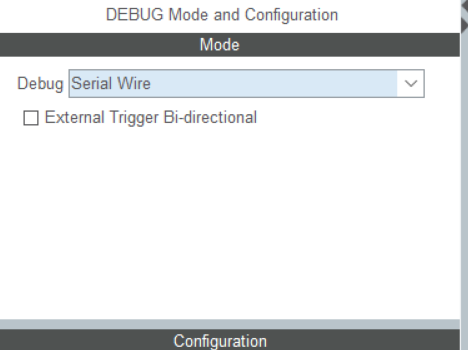 DEBUG Mode and Configuration
Mode
Debug Serial Wire
External Trigger Bi-directional
Configuration